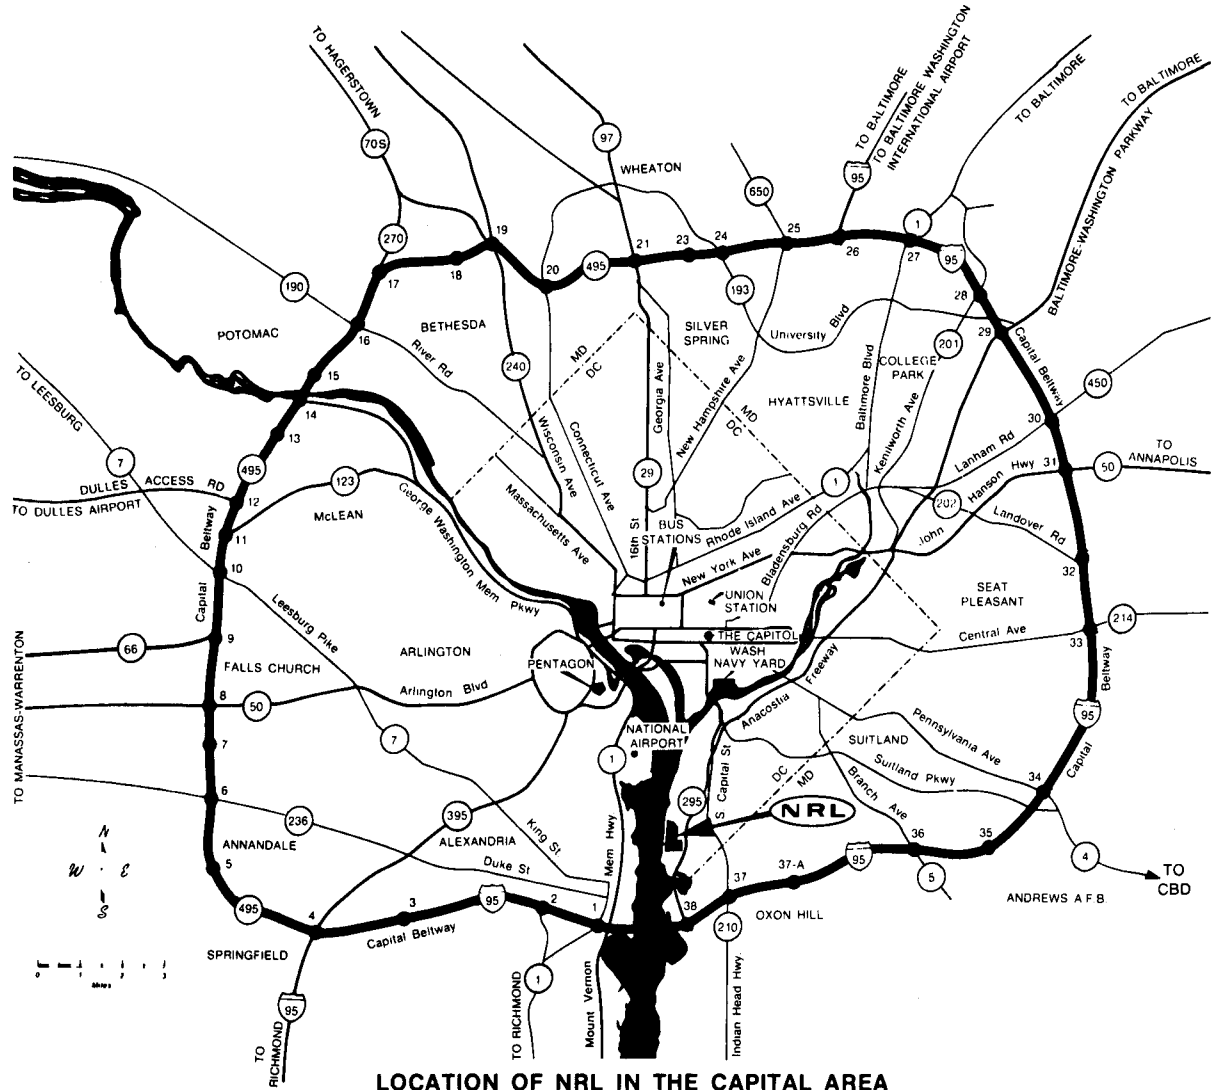 TO HAGERSTOWN
70S
97
WHEATON
650
TO BALTIMORE
95
TO BALTIMORE WASHINGTON
INTERNATIONAL AIRPORT
TO BALTIMORE
TO BALTIMORE
BALTIMORE-WASHINGTON PARKWAY
1
270
19
18
17
20
495
21
23
24
25
26
27
95
28
29
190
POTOMAC
BETHESDA
16
River Rd
240
193
SILVER
SPRING
University Blvd
201
COLLEGE
PARK
Capital Beltway
450
MD
DC
MD
DC
15
14
13
TO LEESBURG
7
Wisconsin Ave
Connecticut Ave
Georgia Ave
New Hampshire Ave
HYATTSVILLE
Baltimore Blvd
Kenilworth Ave
30
Lanham Rd
31
50
TO
ANNAPOLIS
495
DULLES ACCESS RD
TO DULLES AIRPORT
12
123
McLEAN
George Washington Mem Pkwy
Massachusetts Ave
29
16th St
BUS
STATIONS
Rhode Island Ave
1
New York Ave
Bladensburg Rd
202
John Hanson Hwy
Landover Rd
32
Capital Beltway
11
10
9
66
Leesburg Pike
UNION
STATION
SEAT
PLEASANT
214
33
Central Ave
THE CAPITOL
WASH
NAVY YARD
FALLS CHURCH
ARLINGTON
PENTAGON
Arlington Blvd
8
50
7
7
Anacostia Freeway
95
Capital Beltway
TO MANASSAS-WARRENTON
NATIONAL
AIRPORT
1
SUITLAND
Pennsylvania Ave
Suitland Pkwy
Branch Ave
DC
MD
34
6
236
ANNANDALE
5
395
ALEXANDRIA
King St
Duke St
Mem Hwy
295
S Capital St
NRL
95
36
35
5
4
TO
CBD
ANDREWS A.F.B.
N
W E
S
495
4
3
95
2
1
38
37
37-A
OXON HILL
210
Capital Beltway
SPRINGFIELD
0 1 2 3
Miles
95
TO
RICHMOND
1
TO RICHMOND
Mount Vernon
Indian Head Hwy.
LOCATION OF NRL IN THE CAPITAL AREA